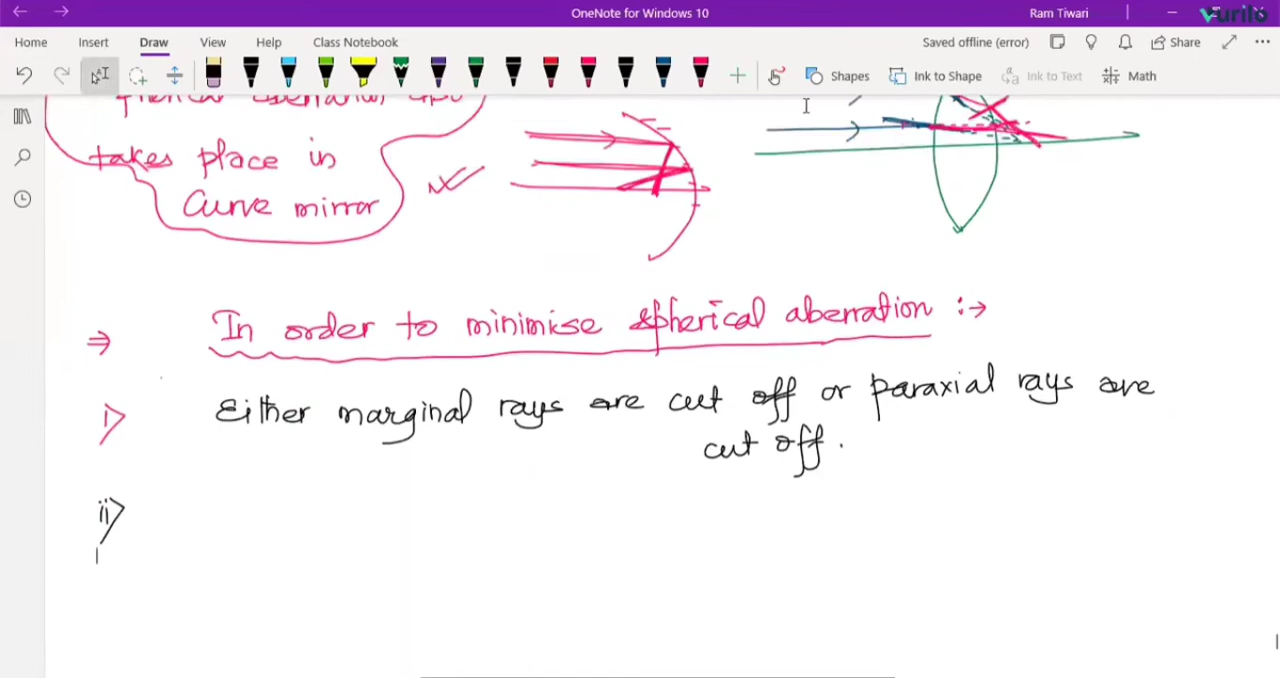 OneNote for Windows 10
Ram Tiwari
Yurilo
Home Insert Draw View Help Class Notebook
Saved offline (error) Share
Shapes Ink to Shape Ink to Text Math
takes place in
Curve mirror
⇒ In order to minimise spherical aberration :→
i) Either marginal rays are cut off or paraxial rays are
cut off.
ii)